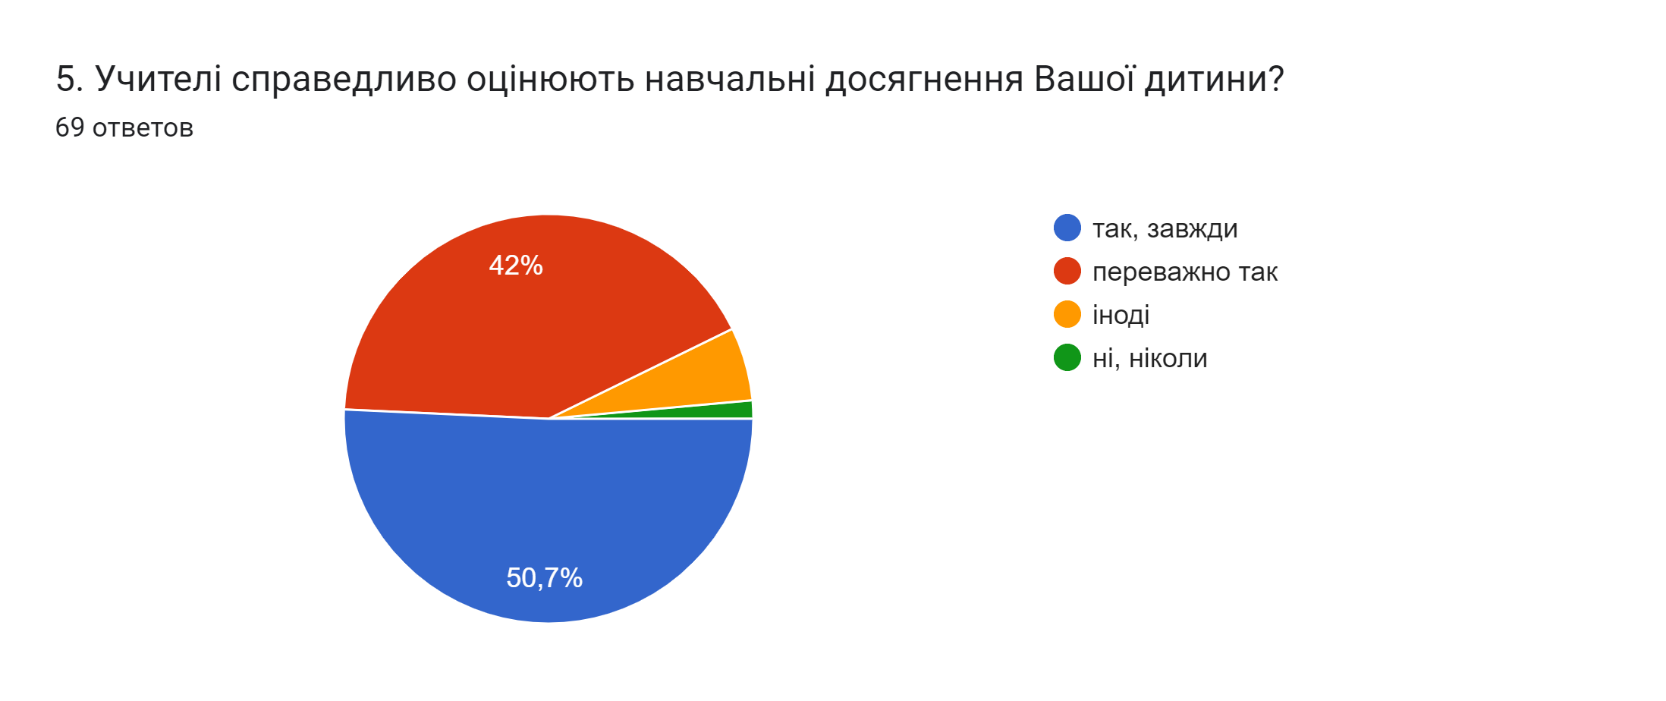 5. Учителі справедливо оцінюють навчальні досягнення Вашої дитини?
69 ответов
42%
50,7%
так, завжди
переважно так
іноді
ні, ніколи